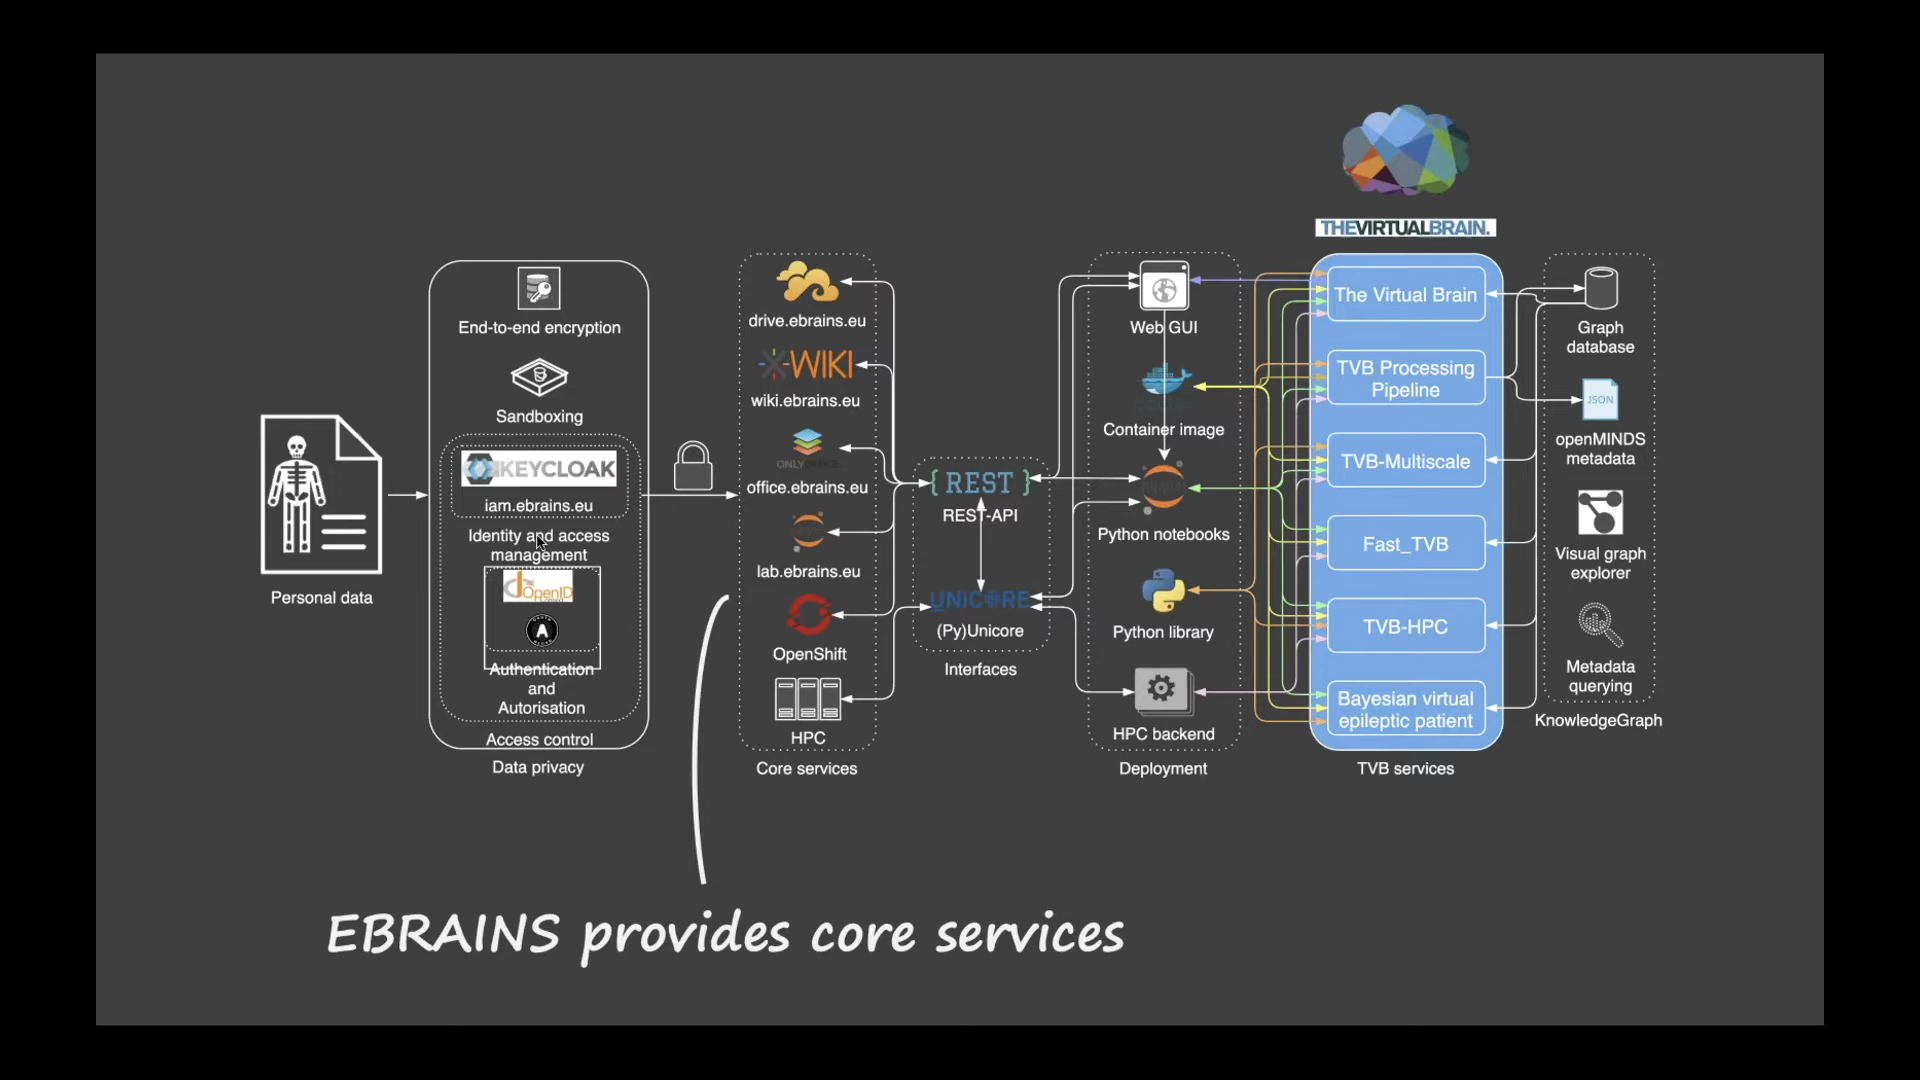 THEVIRTUALBRAIN.
Personal data
End-to-end encryption
Sandboxing
KEYCLOAK
iam.ebrains.eu
Identity and access
management
OpenID
A
Authentication
and
Authorisation
Access control
Data privacy
drive.ebrains.eu
X-WIKI
wiki.ebrains.eu
ONLYOFFICE
office.ebrains.eu
lab.ebrains.eu
OpenShift
HPC
Core services
{ REST }
REST-API
UNICORE
(Py)Unicore
Interfaces
Web GUI
Container image
Python notebooks
Python library
HPC backend
Deployment
The Virtual Brain
TVB Processing
Pipeline
TVB-Multiscale
Fast_TVB
TVB-HPC
Bayesian virtual
epileptic patient
TVB services
Graph
database
JSON
openMINDS
metadata
Visual graph
explorer
Metadata
querying
KnowledgeGraph
EBRAINS provides core services